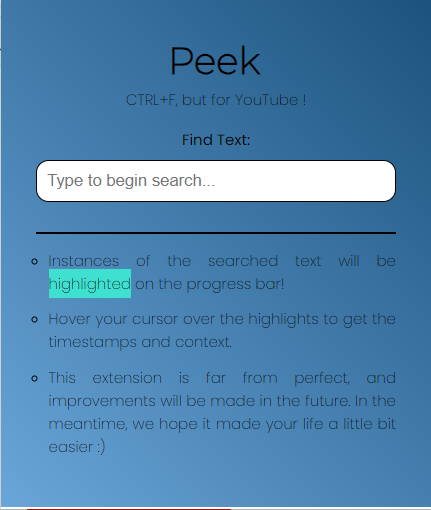 Peek
CTRL+F, but for YouTube !
Find Text:
Type to begin search...
Instances of the searched text will be
highlighted on the progress bar!
Hover your cursor over the highlights to get the
timestamps and context.
This extension is far from perfect, and
improvements will be made in the future. In the
meantime, we hope it made your life a little bit
easier :)